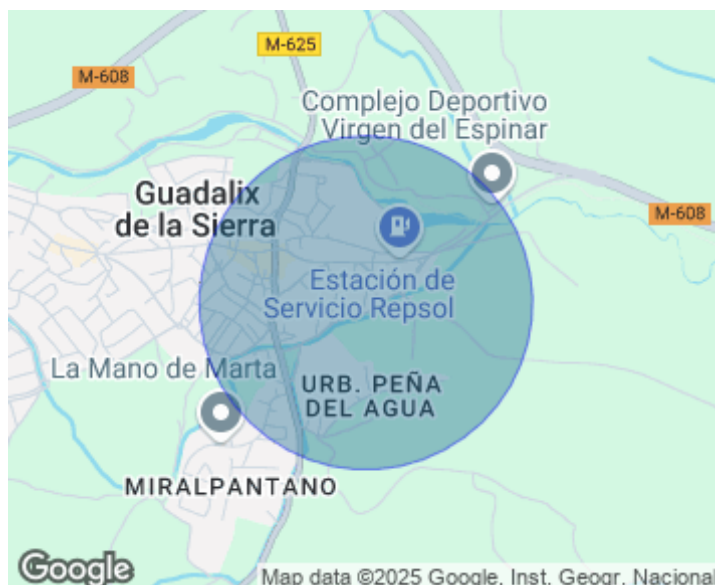 M-625
M-608
Complejo Deportivo
Virgen del Espinar
Guadalix
de la Sierra
M-608
Estación de
Servicio Repsol
La Mano de Marta
URB. PEÑA
DEL AGUA
MIRALPANTANO
Google
Map data ©2025 Google, Inst. Geogr. Nacional